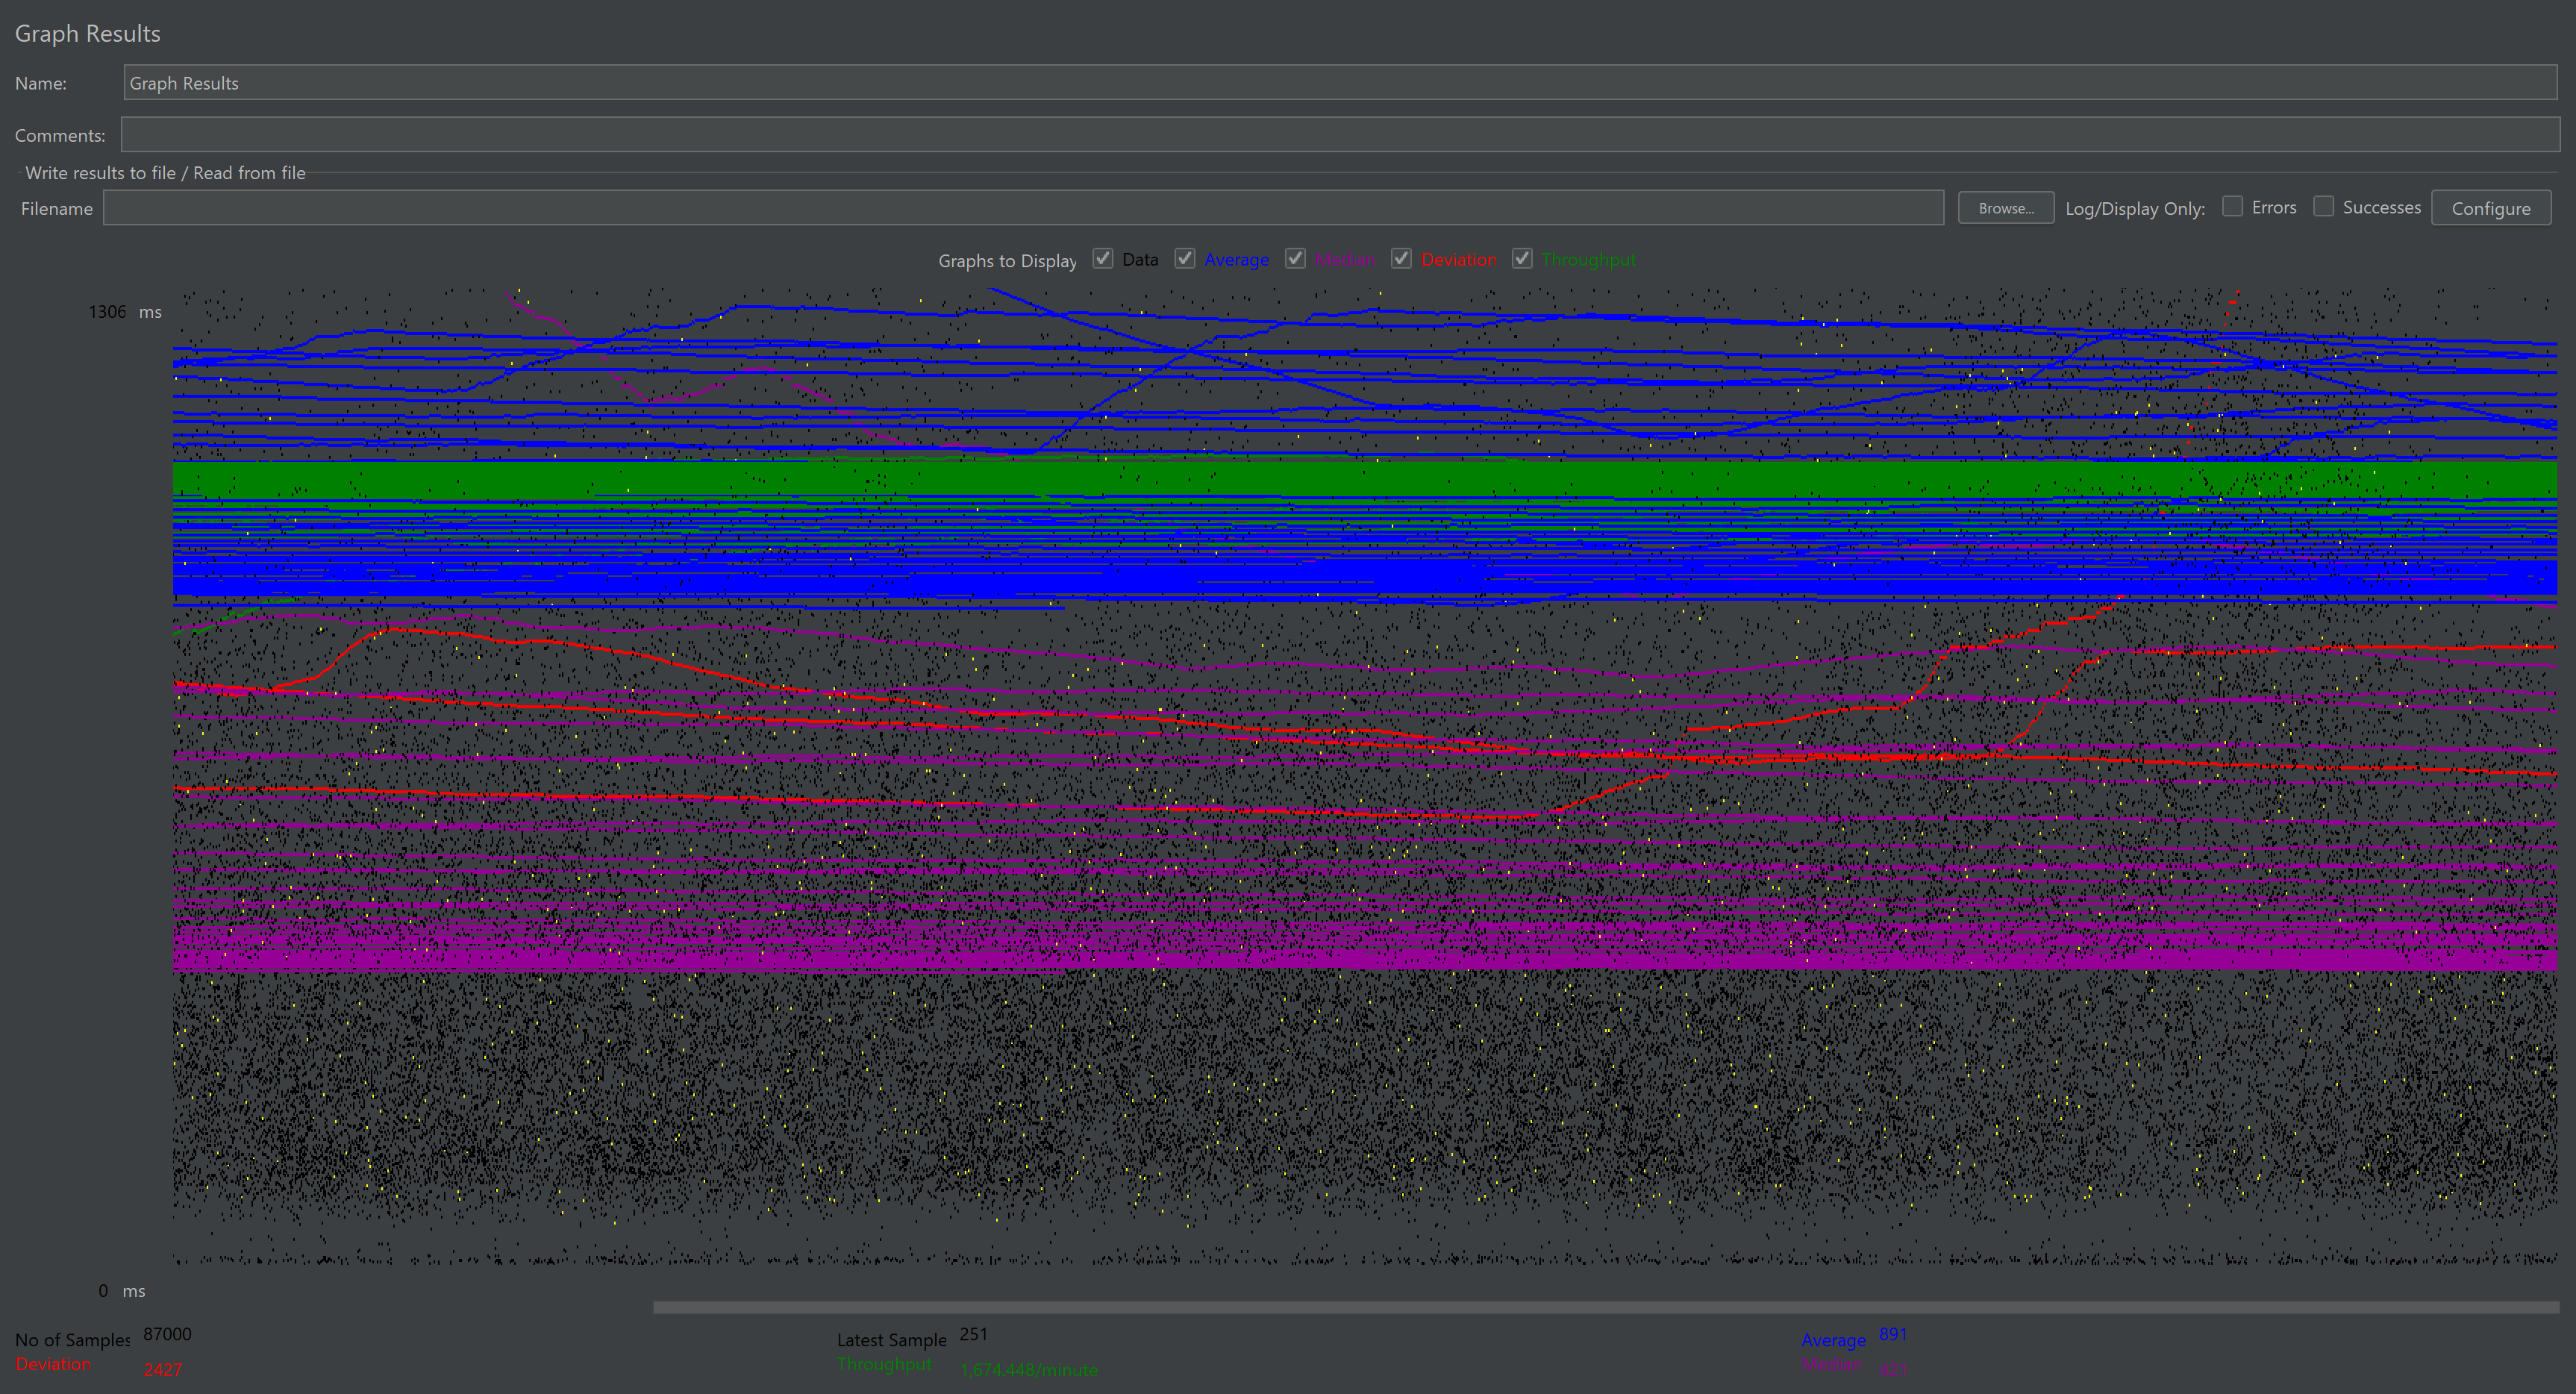 Graph Results
Name: Graph Results
Comments:
Write results to file / Read from file
Filename Browse... Log/Display Only: Errors Successes Configure
Graphs to Display Data Average Median Deviation Throughput
1306 ms
0 ms
No of Samples 87000 Latest Sample 251 Average 891
Deviation 2427 Throughput 1,674.448/minute Median 421